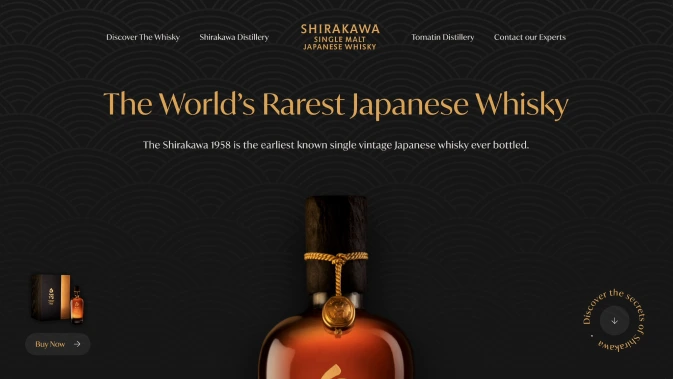 Discover The Whisky
Shirakawa Distillery
SHIRAKAWA
SINGLE MALT
JAPANESE WHISKY
Tomatin Distillery
Contact our Experts
The World's Rarest Japanese Whisky
The Shirakawa 1958 is the earliest known single vintage Japanese whisky ever bottled.
Buy Now
Discover the secrets of Shirakawa